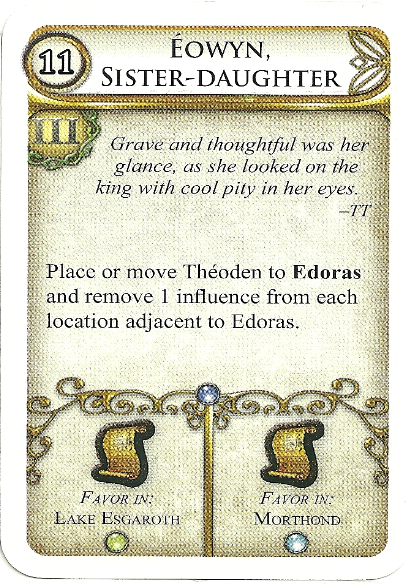 11
ÉOWYN,
SISTER-DAUGHTER
III
Grave and thoughtful was her
glance, as she looked on the
king with cool pity in her eyes.
–TT
Place or move Théoden to Edoras
and remove 1 influence from each
location adjacent to Edoras.
FAVOR IN:
LAKE ESGAROTH
FAVOR IN:
MORTHOND